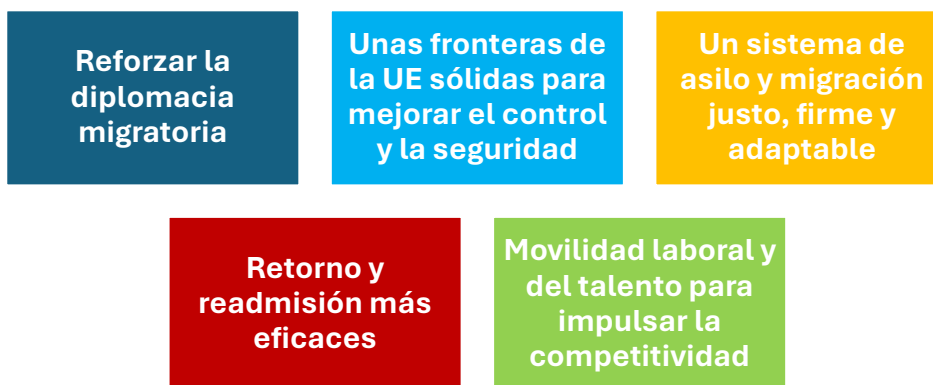 Reforzar la
diplomacia
migratoria
Unas fronteras de
la UE sólidas para
mejorar el control
y la seguridad
Un sistema de
asilo y migración
justo, firme y
adaptable
Retorno y
readmisión más
eficaces
Movilidad laboral y
del talento para
impulsar la
competitividad